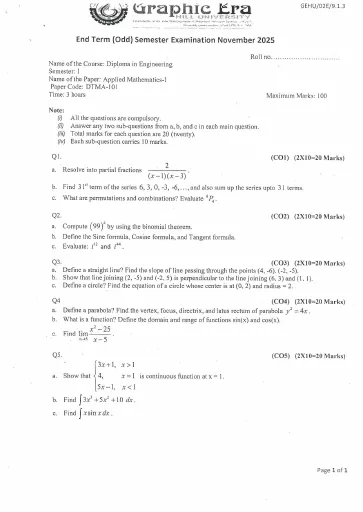 GEHU/02E/9.1.3
Graphic Era
HILL UNIVERSITY
End Term (Odd) Semester Examination November 2025
Roll no..............................
Name of the Course: Diploma in Engineering
Semester: 1
Name of the Paper: Applied Mathematics-1
Paper Code: DTMA-101
Time: 3 hours Maximum Marks: 100
Note:
(i) All the questions are compulsory.
(ii) Answer any two sub-questions from a, b, and c in each main question.
(iii) Total marks for each question are 20 (twenty).
(iv) Each sub-question carries 10 marks.
Q1. (CO1) (2X10=20 Marks)
a. Resolve into partial fractions 2/((x-1)(x-3)).
b. Find 31st term of the series 6, 3, 0, -3, -6,..., and also sum up the series upto 31 terms.
c. What are permutations and combinations? Evaluate
Q2. (CO2) (2X10=20 Marks)
a. Compute by using the binomial theorem.
b. Define the Sine formula, Cosine formula, and Tangent formula.
c. Evaluate: and
Q3. (CO3) (2X10=20 Marks)
a. Define a straight line? Find the slope of line passing through the points (4, -6). (-2, -5).
b. Show that line joining (2, -5) and (-2, 5) is perpendicular to the line joining (6, 3) and (1, 1).
c. Define a circle? Find the equation of a circle whose center is at (0, 2) and radius = 2.
Q4 (CO4) (2X10=20 Marks)
a. Define a parabola? Find the vertex, focus, directrix, and latus rectum of parabola y² = 4x.
b. What is a function? Define the domain and range of functions sin(x) and cos(x).
c. Find lim x→5 (x² − 25)/(x − 5)
Q5. (CO5) (2X10=20 Marks)
3x+1, x>1
a. Show that { 4, x=1 is continuous function at x = 1.
5x−1, x<1
b. Find ∫3x² +5x² +10 dx.
c. Find ∫x sin x dx.
Page 1 of 1